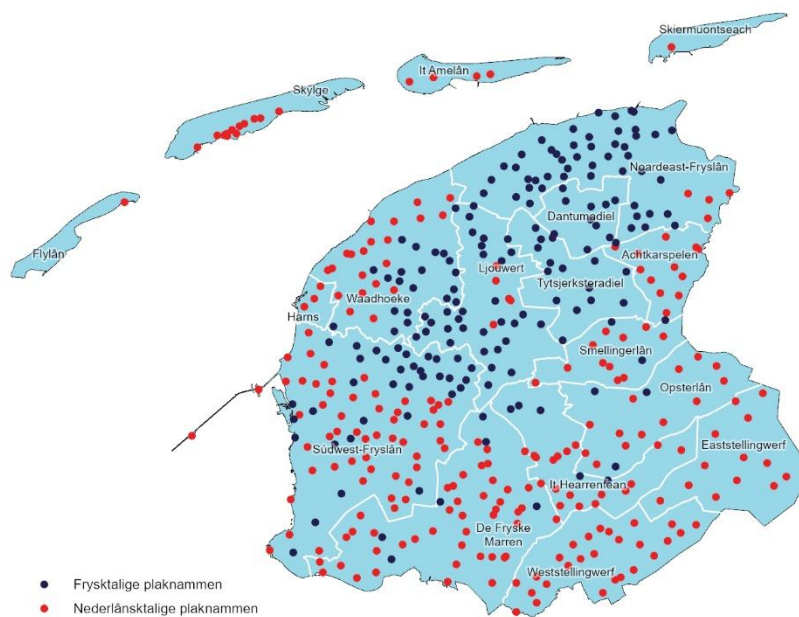 Skiermuontseach
It Amelân
Skylge
Noardeast-Fryslân
Dantumadiel
Flylân
Achtkarspelen
Ljouwert
Tytsjerksteradiel
Waadhoeke
Harns
Smellingerlân
Opsterlân
Eaststellingwerf
Súdwest-Fryslân
It Hearrenfean
De Fryske
Marren
Weststellingwerf
Frysktalige plaknammen
Nederlânsktalige plaknammen